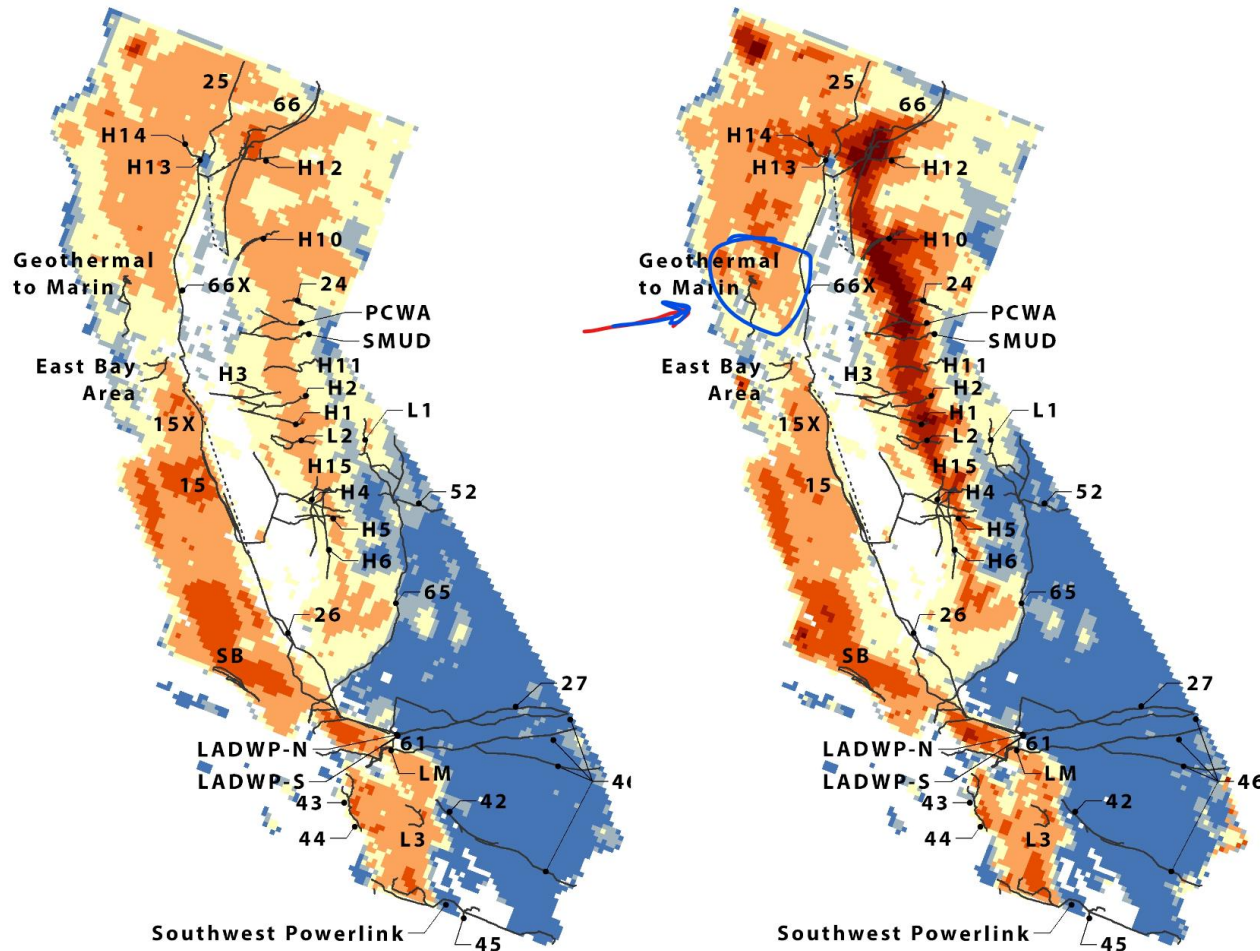 25
66
H14
H13
H12
H10
Geothermal
to Marin
66X
24
PCWA
SMUD
East Bay
Area
H3
H11
H2
H1
L1
15X
L2
H15
15
H4
52
H5
H6
65
26
SB
27
LADWP-N
61
LADWP-S
LM
46
43
42
44
L3
Southwest Powerlink
45
25
66
H14
H13
H12
H10
Geothermal
to Marin
66X
24
PCWA
SMUD
East Bay
Area
H3
H11
H2
H1
L1
15X
L2
H15
15
H4
52
H5
H6
65
26
SB
27
LADWP-N
61
LADWP-S
LM
46
43
42
44
L3
Southwest Powerlink
45